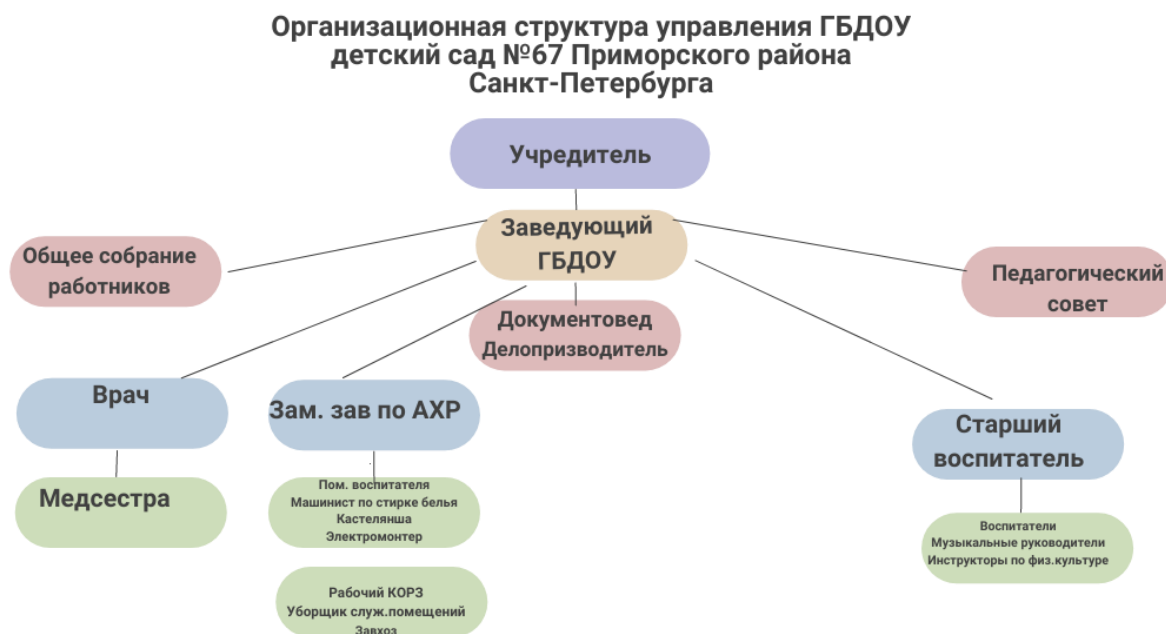 Организационная структура управления ГБДОУ
детский сад №67 Приморского района
Санкт-Петербурга
Учредитель
Заведующий
ГБДОУ
Общее собрание
работников
Педагогический
совет
Документовед
Делопризводитель
Врач
Зам. зав по АХР
Старший
воспитатель
Медсестра
Пом. воспитателя
Машинист по стирке белья
Кастелянша
Электромонтер
Воспитатели
Музыкальные руководители
Инструкторы по физ.культуре
Рабочий КОРЗ
Уборщик служ.помещений
Завхоз